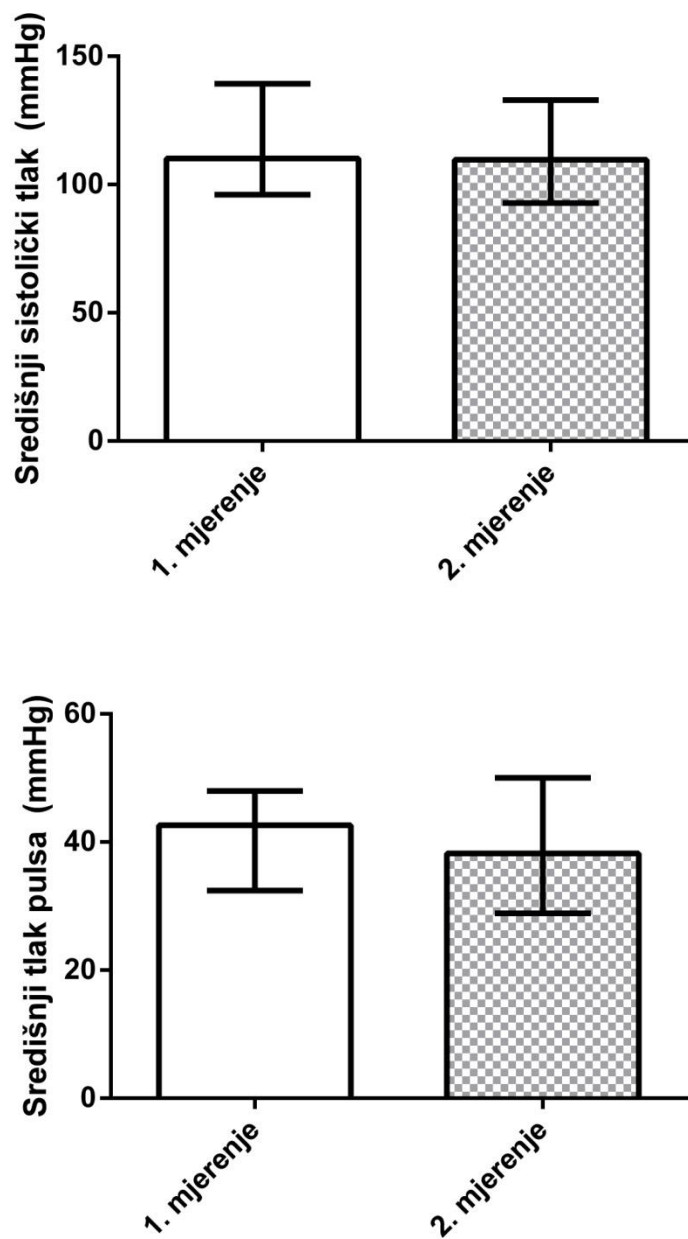 Središnji sistolički tlak (mmHg)
150
100
50
0
1. mjerenje
2. mjerenje
Središnji tlak pulsa (mmHg)
60
40
20
0
1. mjerenje
2. mjerenje